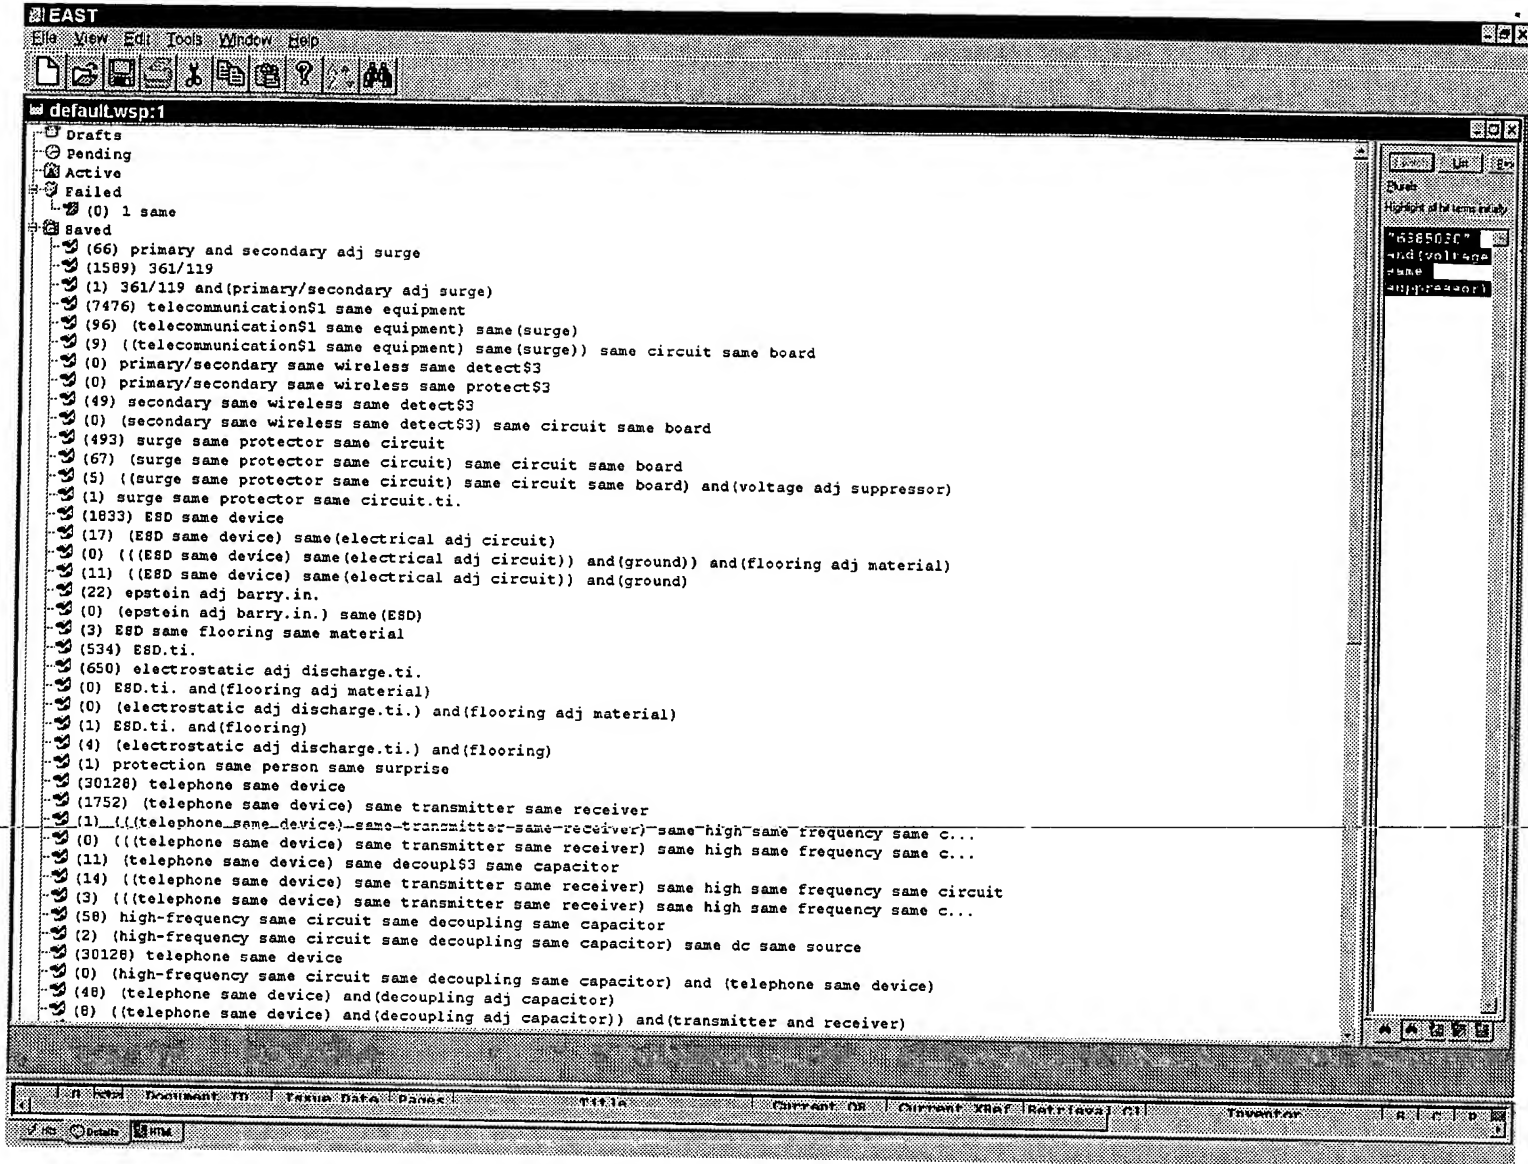 EAST
File View Edit Tools Window Help
default.wsp:1
Drafts
Pending
Active
Failed
(0) 1 same
Saved
(66) primary and secondary adj surge
(1589) 361/119
(1) 361/119 and(primary/secondary adj surge)
(7476) telecommunication$1 same equipment
(96) (telecommunication$1 same equipment) same(surge)
(9) ((telecommunication$1 same equipment) same(surge)) same circuit same board
(0) primary/secondary same wireless same detect$3
(0) primary/secondary same wireless same protect$3
(49) secondary same wireless same detect$3
(0) (secondary same wireless same detect$3) same circuit same board
(493) surge same protector same circuit
(67) (surge same protector same circuit) same circuit same board
(5) ((surge same protector same circuit) same circuit same board) and(voltage adj suppressor)
(1) surge same protector same circuit.ti.
(1833) ESD same device
(17) (ESD same device) same(electrical adj circuit)
(0) (((ESD same device) same(electrical adj circuit)) and(ground)) and(flooring adj material)
(11) ((ESD same device) same(electrical adj circuit)) and(ground)
(22) epstein adj barry.in.
(0) (epstein adj barry.in.) same(ESD)
(3) ESD same flooring same material
(534) ESD.ti.
(650) electrostatic adj discharge.ti.
(0) ESD.ti. and(flooring adj material)
(0) (electrostatic adj discharge.ti.) and(flooring adj material)
(1) ESD.ti. and(flooring)
(4) (electrostatic adj discharge.ti.) and(flooring)
(1) protection same person same surprise
(30128) telephone same device
(1752) (telephone same device) same transmitter same receiver
(1) (((telephone same device) same transmitter same receiver) same high same frequency same c...
(0) (((telephone same device) same transmitter same receiver) same high same frequency same c...
(11) (telephone same device) same decoupl$3 same capacitor
(14) ((telephone same device) same transmitter same receiver) same high same frequency same circuit
(3) (((telephone same device) same transmitter same receiver) same high same frequency same c...
(58) high-frequency same circuit same decoupling same capacitor
(2) (high-frequency same circuit same decoupling same capacitor) same dc same source
(30128) telephone same device
(0) (high-frequency same circuit same decoupling same capacitor) and (telephone same device)
(48) (telephone same device) and(decoupling adj capacitor)
(8) ((telephone same device) and(decoupling adj capacitor)) and(transmitter and receiver)
Plurals
Highlight all hit terms initially
and(voltage
same
suppressor)
U Document ID Issue Date Pages Title Current OR Current XRef Retrieval Cl Inventor S C P
Hits Details HTML